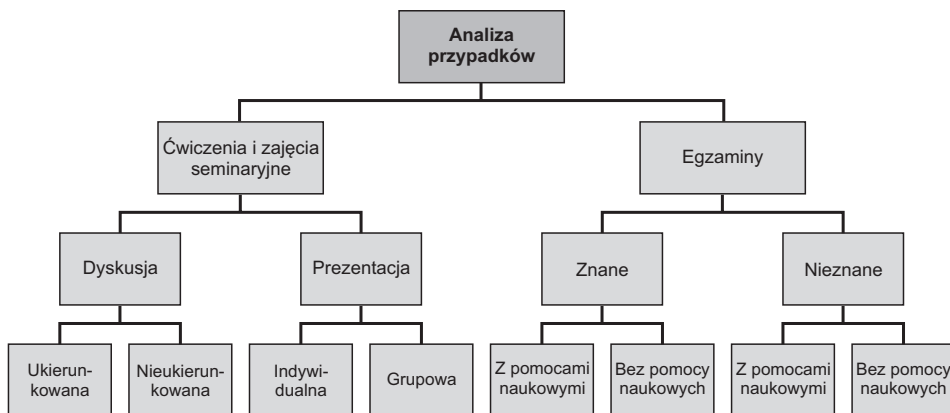 Analiza
przypadków
Ćwiczenia i zajęcia
seminaryjne
Egzaminy
Dyskusja
Prezentacja
Znane
Nieznane
Ukierun-
kowana
Nieukierun-
kowana
Indywi-
dualna
Grupowa
Z pomocami
naukowymi
Bez pomocy
naukowych
Z pomocami
naukowymi
Bez pomocy
naukowych